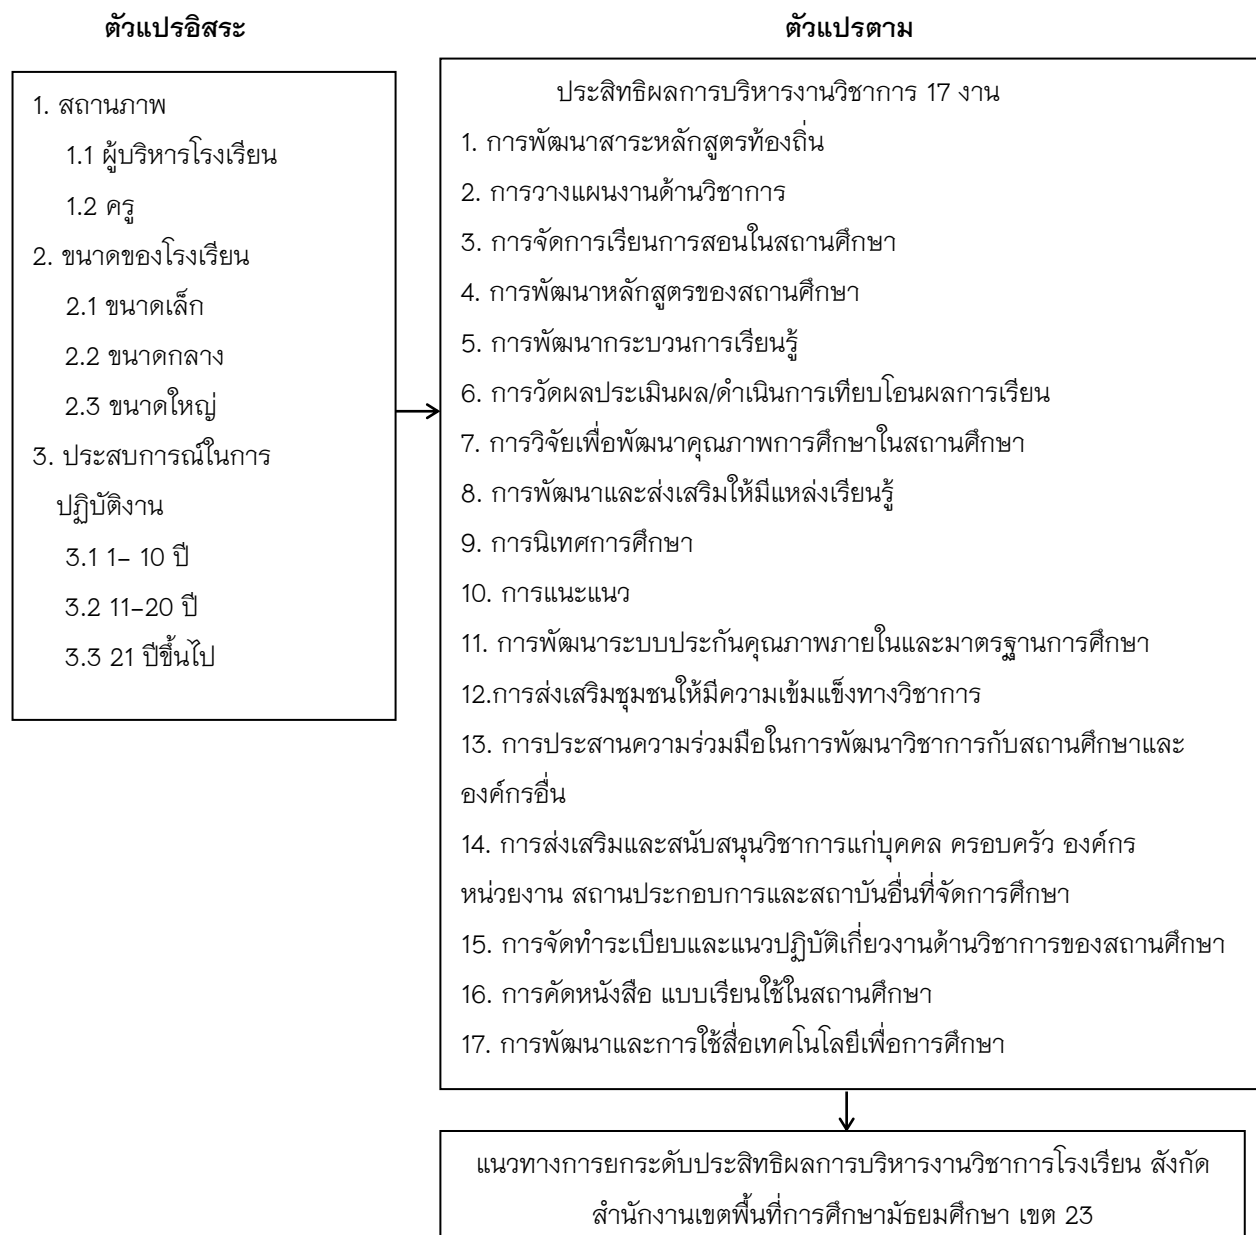 ตัวแปรอิสระ
ตัวแปรตาม
1. สถานภาพ
1.1 ผู้บริหารโรงเรียน
1.2 ครู
2. ขนาดของโรงเรียน
2.1 ขนาดเล็ก
2.2 ขนาดกลาง
2.3 ขนาดใหญ่
3. ประสบการณ์ในการ
ปฏิบัติงาน
3.1 1– 10 ปี
3.2 11–20 ปี
3.3 21 ปีขึ้นไป
ประสิทธิผลการบริหารงานวิชาการ 17 งาน
1. การพัฒนาสาระหลักสูตรท้องถิ่น
2. การวางแผนงานด้านวิชาการ
3. การจัดการเรียนการสอนในสถานศึกษา
4. การพัฒนาหลักสูตรของสถานศึกษา
5. การพัฒนากระบวนการเรียนรู้
6. การวัดผลประเมินผล/ดำเนินการเทียบโอนผลการเรียน
7. การวิจัยเพื่อพัฒนาคุณภาพการศึกษาในสถานศึกษา
8. การพัฒนาและส่งเสริมให้มีแหล่งเรียนรู้
9. การนิเทศการศึกษา
10. การแนะแนว
11. การพัฒนาระบบประกันคุณภาพภายในและมาตรฐานการศึกษา
12.การส่งเสริมชุมชนให้มีความเข้มแข็งทางวิชาการ
13. การประสานความร่วมมือในการพัฒนาวิชาการกับสถานศึกษาและ
องค์กรอื่น
14. การส่งเสริมและสนับสนุนวิชาการแก่บุคคล ครอบครัว องค์กร
หน่วยงาน สถานประกอบการและสถาบันอื่นที่จัดการศึกษา
15. การจัดทำระเบียบและแนวปฏิบัติเกี่ยวงานด้านวิชาการของสถานศึกษา
16. การคัดหนังสือ แบบเรียนใช้ในสถานศึกษา
17. การพัฒนาและการใช้สื่อเทคโนโลยีเพื่อการศึกษา
แนวทางการยกระดับประสิทธิผลการบริหารงานวิชาการโรงเรียน สังกัด
สำนักงานเขตพื้นที่การศึกษามัธยมศึกษา เขต 23